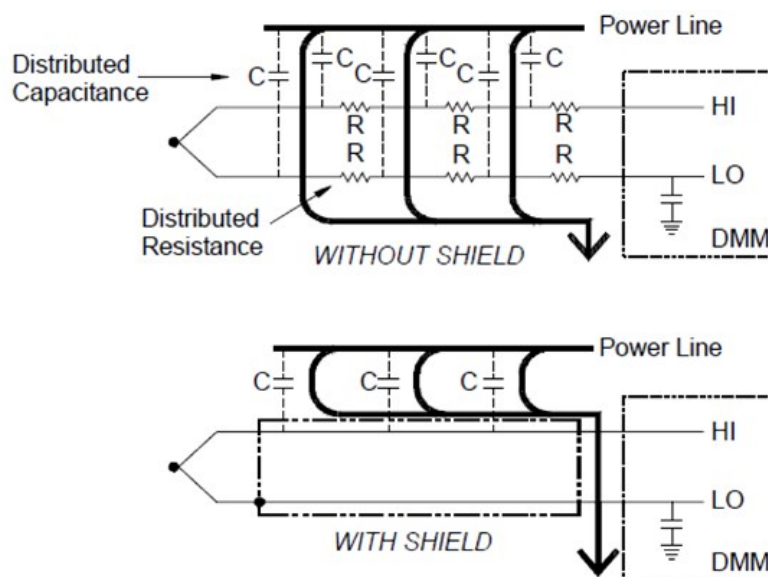 Power Line
Distributed
Capacitance
C C C C C C
HI
R R R
R R R
LO
Distributed
Resistance
WITHOUT SHIELD
DMM
Power Line
C C C
HI
LO
WITH SHIELD
DMM